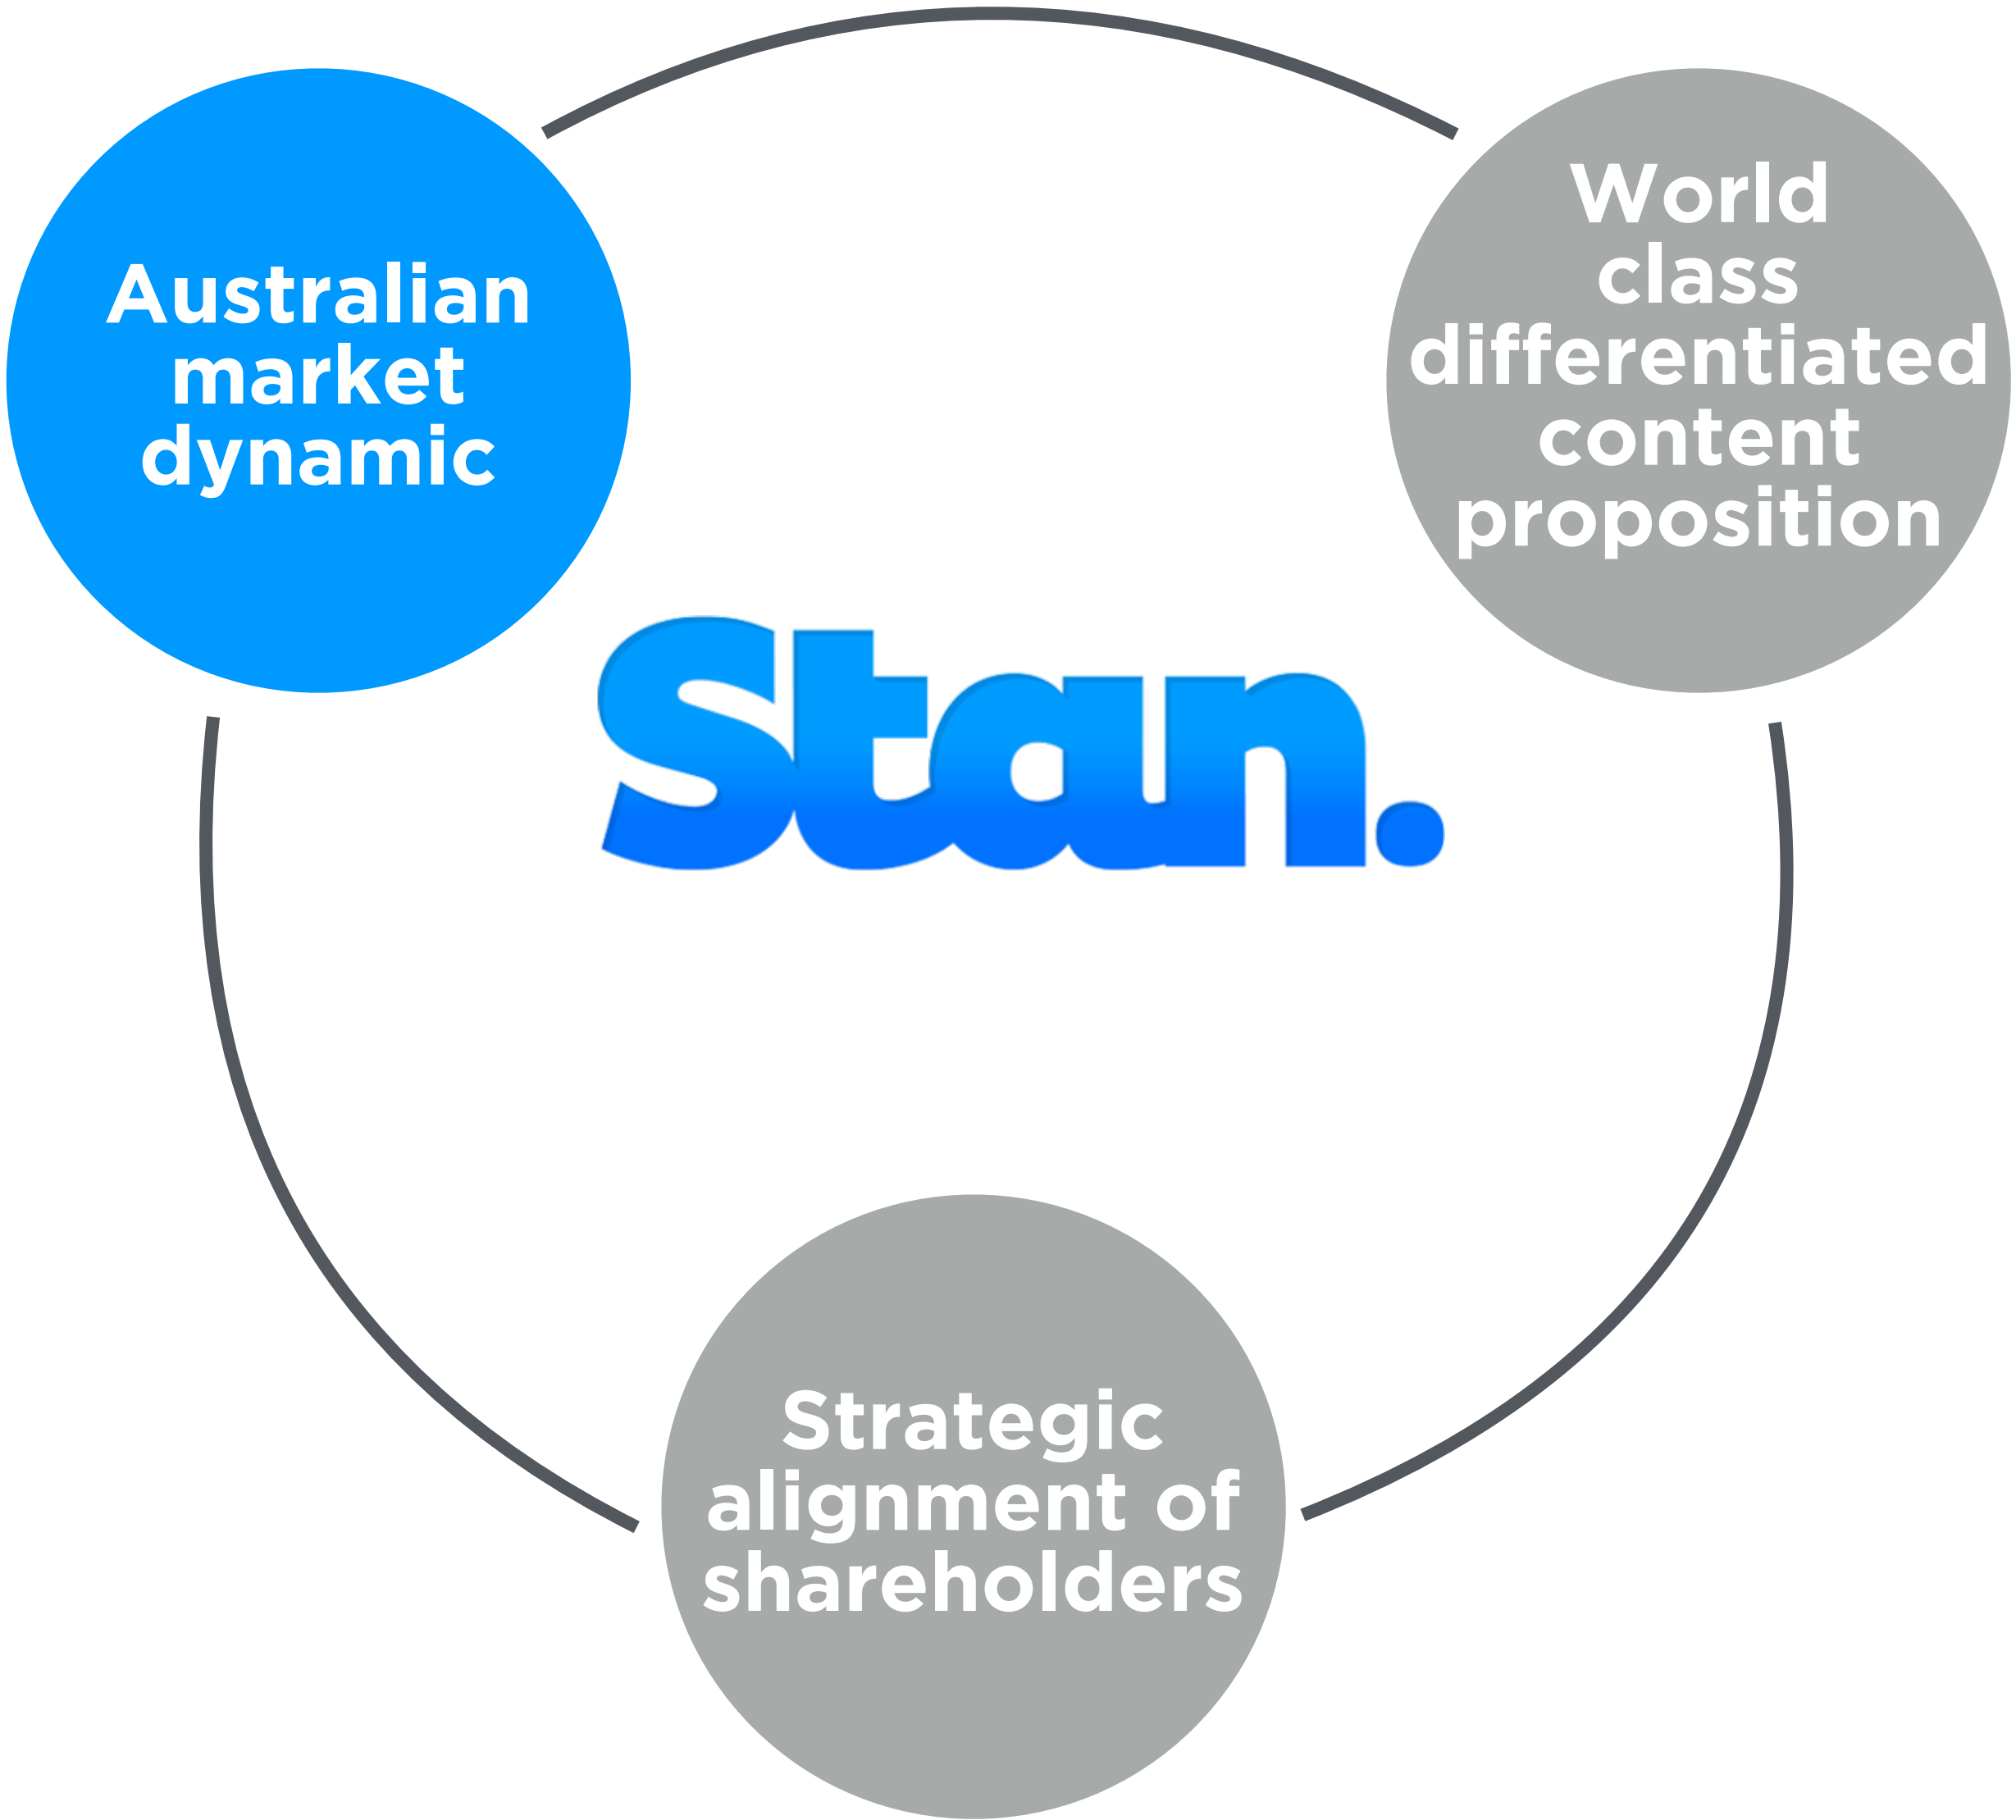 Australian
market
dynamic
World
class
differentiated
content
proposition
Stan.
Strategic
alignment of
shareholders